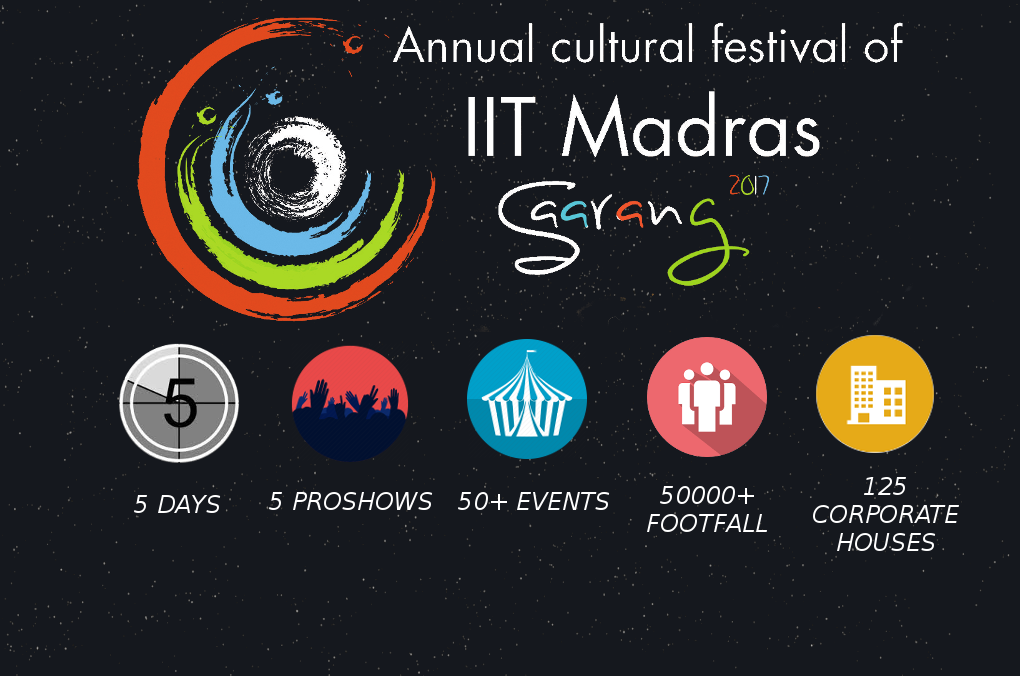 Annual cultural festival of
IIT Madras
Saarang 2017
5
5 DAYS
5 PROSHOWS
50+ EVENTS
50000+
FOOTFALL
125
CORPORATE
HOUSES